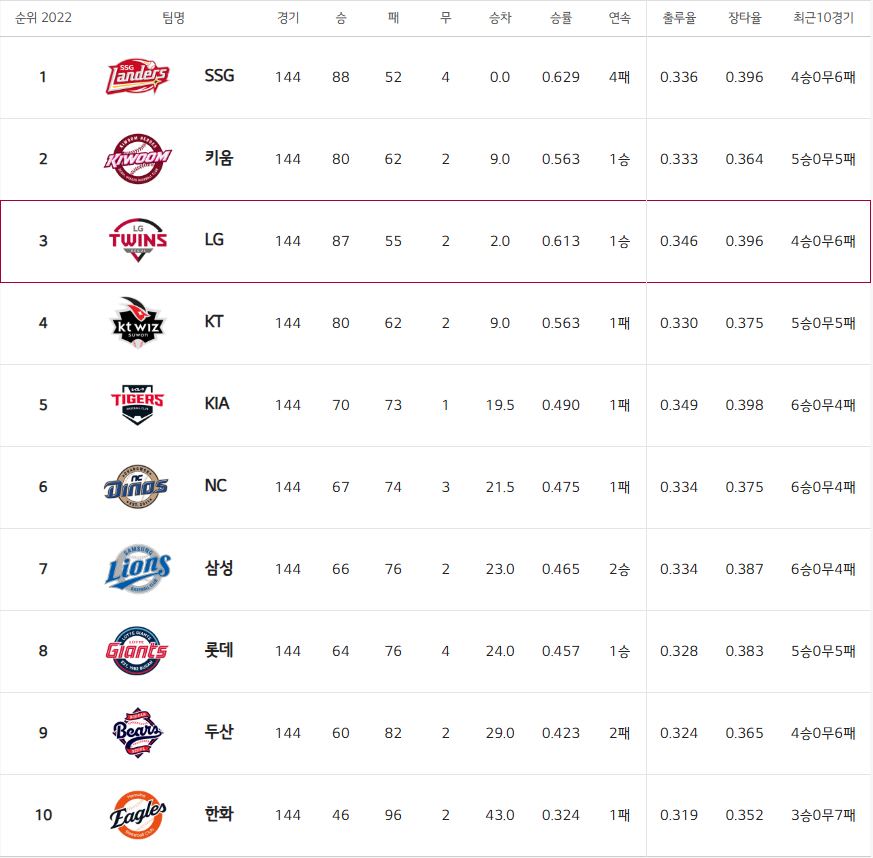 순위 2022 팀명 경기 승 패 무 승차 승률 연속 출루율 장타율 최근10경기
1 SSG Landers SSG 144 88 52 4 0.0 0.629 4패 0.336 0.396 4승0무6패
2 KIWOOM HEROES KIWOOM 키움 144 80 62 2 9.0 0.563 1승 0.333 0.364 5승0무5패
3 LG TWINS LG 144 87 55 2 2.0 0.613 1승 0.346 0.396 4승0무6패
4 kt wiz suwon KT 144 80 62 2 9.0 0.563 1패 0.330 0.375 5승0무5패
5 KIA TIGERS KIA 144 70 73 1 19.5 0.490 1패 0.349 0.398 6승0무4패
6 NC Dinos NC 144 67 74 3 21.5 0.475 1패 0.334 0.375 6승0무4패
7 SAMSUNG Lions 삼성 144 66 76 2 23.0 0.465 2승 0.334 0.387 6승0무4패
8 LOTTE GIANTS LOTTE Giants 롯데 144 64 76 4 24.0 0.457 1승 0.328 0.383 5승0무5패
9 Bears 두산 144 60 82 2 29.0 0.423 2패 0.324 0.365 4승0무6패
10 Hanwha Eagles 한화 144 46 96 2 43.0 0.324 1패 0.319 0.352 3승0무7패